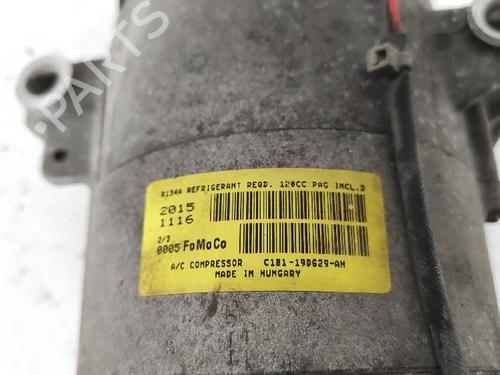 PARTS
R134A REFRIGERANT REQD. 120CC PAG INCL.D
2015
1116
2/3
0005 FoMoCo
A/C COMPRESSOR C1B1-19D629-AH
MADE IN HUNGARY